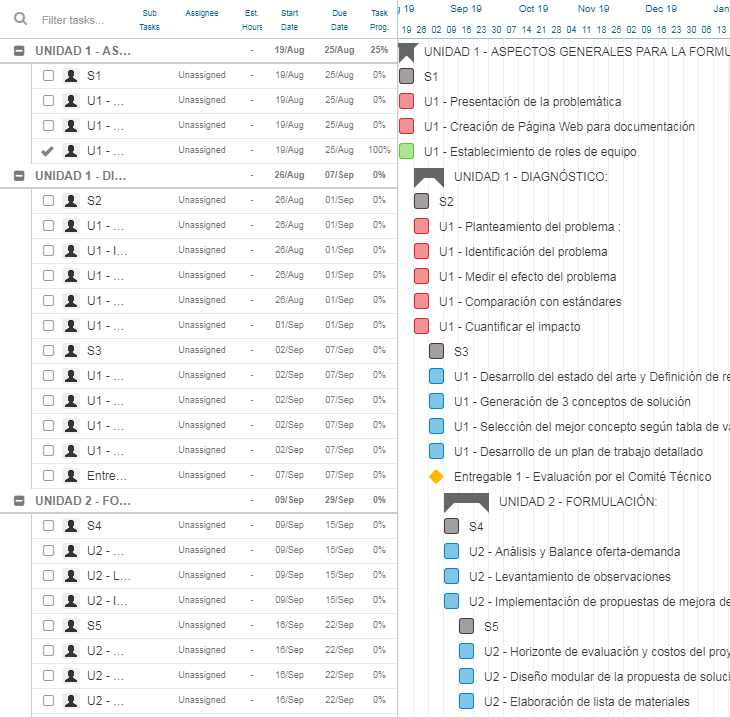 Filter tasks... Sub Tasks Assignee Est. Hours Start Date Due Date Task Prog. 19 Sep 19 Oct 19 Nov 19 Dec 19 Jan
19 26 02 09 16 23 30 07 14 21 28 04 11 18 25 02 09 16 23 30 06 13
UNIDAD 1 - AS... - 19/Aug 25/Aug 25% UNIDAD 1 - ASPECTOS GENERALES PARA LA FORMU
S1 Unassigned - 19/Aug 25/Aug 0% S1
U1 - ... Unassigned - 19/Aug 25/Aug 0% U1 - Presentación de la problemática
U1 - ... Unassigned - 19/Aug 25/Aug 0% U1 - Creación de Página Web para documentación
U1 - ... Unassigned - 19/Aug 25/Aug 100% U1 - Establecimiento de roles de equipo
UNIDAD 1 - DI... - 26/Aug 07/Sep 0% UNIDAD 1 - DIAGNÓSTICO:
S2 Unassigned - 26/Aug 01/Sep 0% S2
U1 - ... Unassigned - 26/Aug 01/Sep 0% U1 - Planteamiento del problema :
U1 - I... Unassigned - 26/Aug 01/Sep 0% U1 - Identificación del problema
U1 - ... Unassigned - 26/Aug 01/Sep 0% U1 - Medir el efecto del problema
U1 - ... Unassigned - 26/Aug 01/Sep 0% U1 - Comparación con estándares
U1 - ... Unassigned - 01/Sep 01/Sep 0% U1 - Cuantificar el impacto
S3 Unassigned - 02/Sep 07/Sep 0% S3
U1 - ... Unassigned - 02/Sep 07/Sep 0% U1 - Desarrollo del estado del arte y Definición de re
U1 - ... Unassigned - 02/Sep 07/Sep 0% U1 - Generación de 3 conceptos de solución
U1 - ... Unassigned - 02/Sep 07/Sep 0% U1 - Selección del mejor concepto según tabla de va
U1 - ... Unassigned - 02/Sep 07/Sep 0% U1 - Desarrollo de un plan de trabajo detallado
Entre... Unassigned - 07/Sep 07/Sep 0% Entregable 1 - Evaluación por el Comité Técnico
UNIDAD 2 - FO... - 09/Sep 29/Sep 0% UNIDAD 2 - FORMULACIÓN:
S4 Unassigned - 09/Sep 15/Sep 0% S4
U2 - ... Unassigned - 09/Sep 15/Sep 0% U2 - Análisis y Balance oferta-demanda
U2 - L... Unassigned - 09/Sep 15/Sep 0% U2 - Levantamiento de observaciones
U2 - I... Unassigned - 09/Sep 15/Sep 0% U2 - Implementación de propuestas de mejora de
S5 Unassigned - 16/Sep 22/Sep 0% S5
U2 - ... Unassigned - 16/Sep 22/Sep 0% U2 - Horizonte de evaluación y costos del proy
U2 - ... Unassigned - 16/Sep 22/Sep 0% U2 - Diseño modular de la propuesta de soluci
U2 - ... Unassigned - 16/Sep 22/Sep 0% U2 - Elaboración de lista de materiales